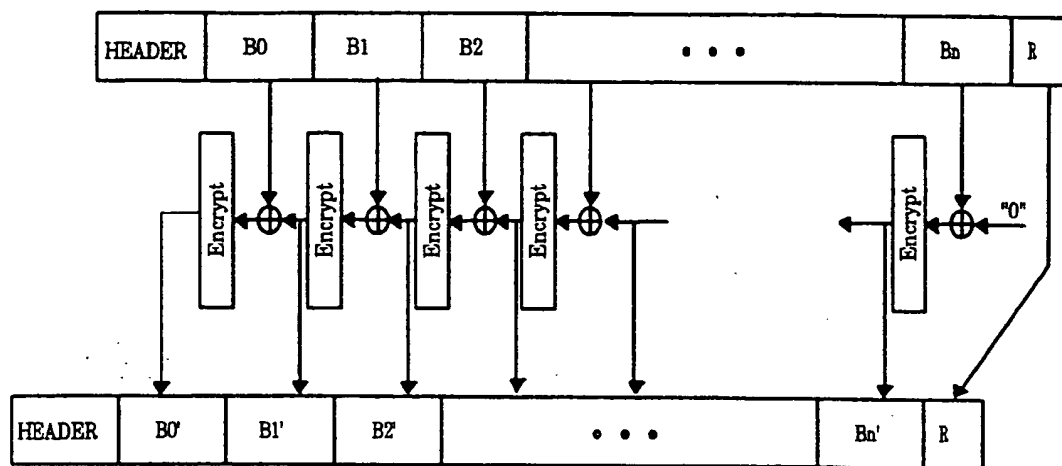 HEADER B0 B1 B2 • • • Bn R
Encrypt Encrypt Encrypt Encrypt Encrypt "0"
HEADER B0' B1' B2' • • • Bn' R